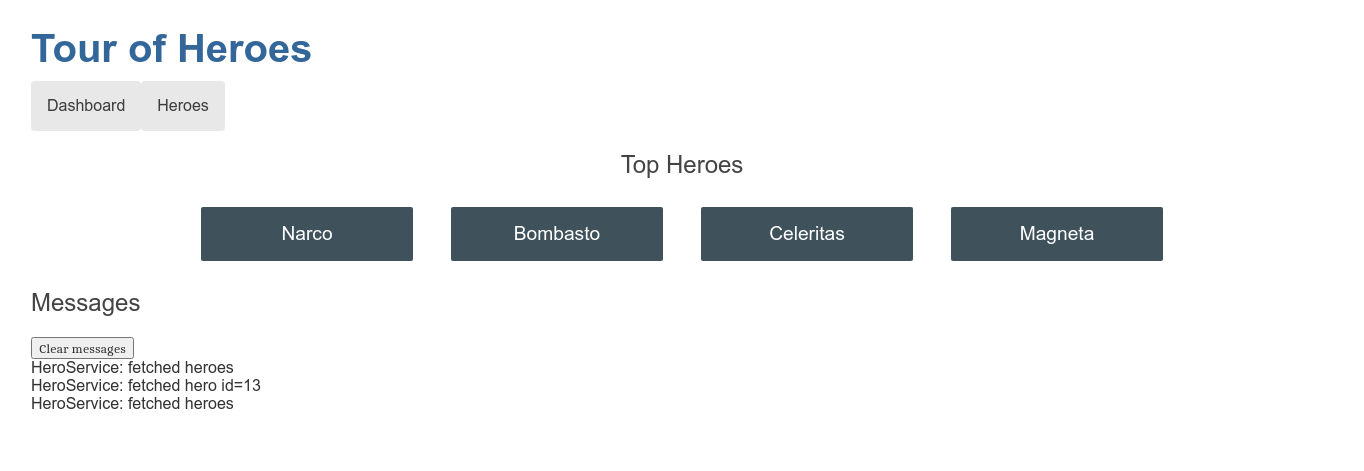 Tour of Heroes
Dashboard Heroes
Top Heroes
Narco Bombasto Celeritas Magneta
Messages
Clear messages
HeroService: fetched heroes
HeroService: fetched hero id=13
HeroService: fetched heroes